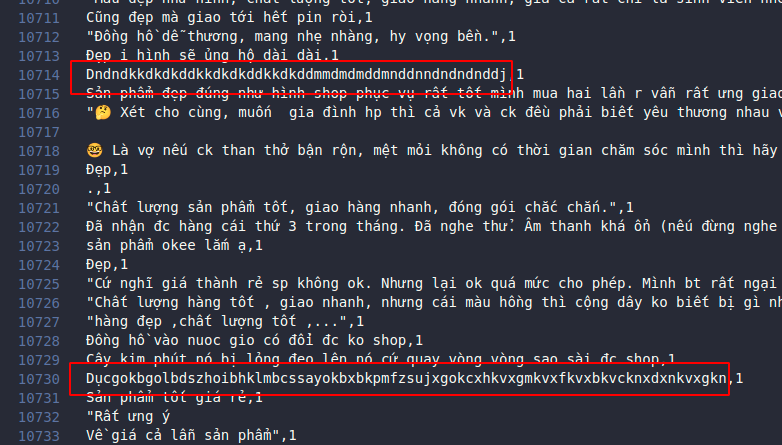 10710 "Mẫu đẹp như hình, chất lượng tốt, giao hàng nhanh, giá cả rất
10711 Cũng đẹp mà giao tới hết pin ròi,1
10712 "Đồng hồ dễ thương, mang nhẹ nhàng, hy vọng bền.",1
10713 Đẹp i hình sẽ ủng hộ dài dài,1
10714 Dndndkkdkdkddkkdkdkddkkdkddmmdmdmddmnddnndndndnddj,1
10715 Sản phẩm đẹp đúng như hình shop phục vụ rất tốt mình mua hai lần r vẫn rất ưng giao
10716 "🤔 Xét cho cùng, muốn  gia đình hp thì cả vk và ck đều phải biết yêu thương nhau v
10717
10718 🤓 Là vợ nếu ck than thở bận rộn, mệt mỏi không có thời gian chăm sóc mình thì hãy
10719 Đẹp,1
10720 .,1
10721 "Chất lượng sản phẩm tốt, giao hàng nhanh, đóng gói chắc chắn.",1
10722 Đã nhận đc hàng cái thứ 3 trong tháng. Đã nghe thử. Âm thanh khá ổn (nếu đừng nghe
10723 sản phẩm okee lắm ạ,1
10724 Đẹp,1
10725 "Cứ nghĩ giá thành rẻ sp không ok. Nhưng lại ok quá mức cho phép. Mình bt rất ngại
10726 "Chất lượng hàng tốt , giao nhanh, nhưng cái màu hồng thì cộng dây ko biết bị gì nh
10727 "hàng đẹp ,chất lượng tốt ,...",1
10728 Đồng hồ vào nuoc gio có đổi đc ko shop,1
10729 Cây kim phút nó bị lỏng đeo lên nó cứ quay vòng vòng sao sài đc shop,1
10730 Dụcgokbgolbdszhoibhklmbcssayokbxbkpmfzsujxgokcxhkvxgmkvxfkvxbkvcknxdxnkvxgkn,1
10731 Sản phẩm tốt giá rẻ,1
10732 "Rất ưng ý
10733 Về giá cả lẫn sản phẩm",1